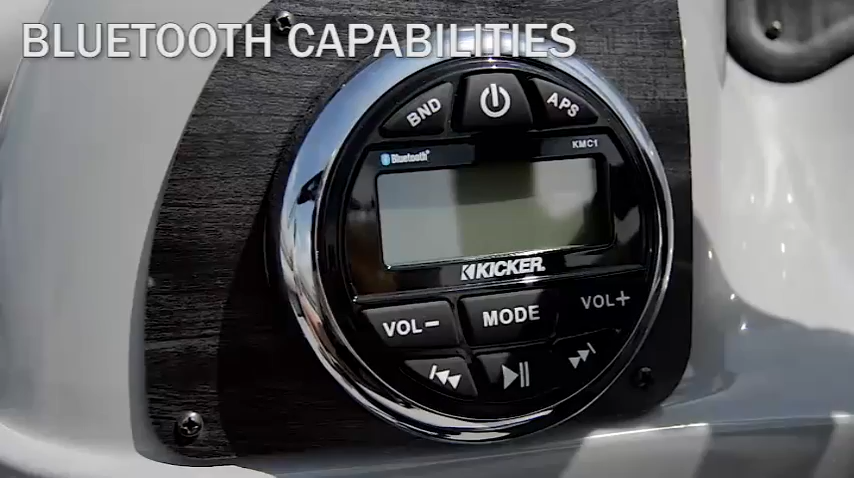 BLUETOOTH CAPABILITIES
BND
APS
Bluetooth®
KMC1
KICKER®
VOL−
MODE
VOL+